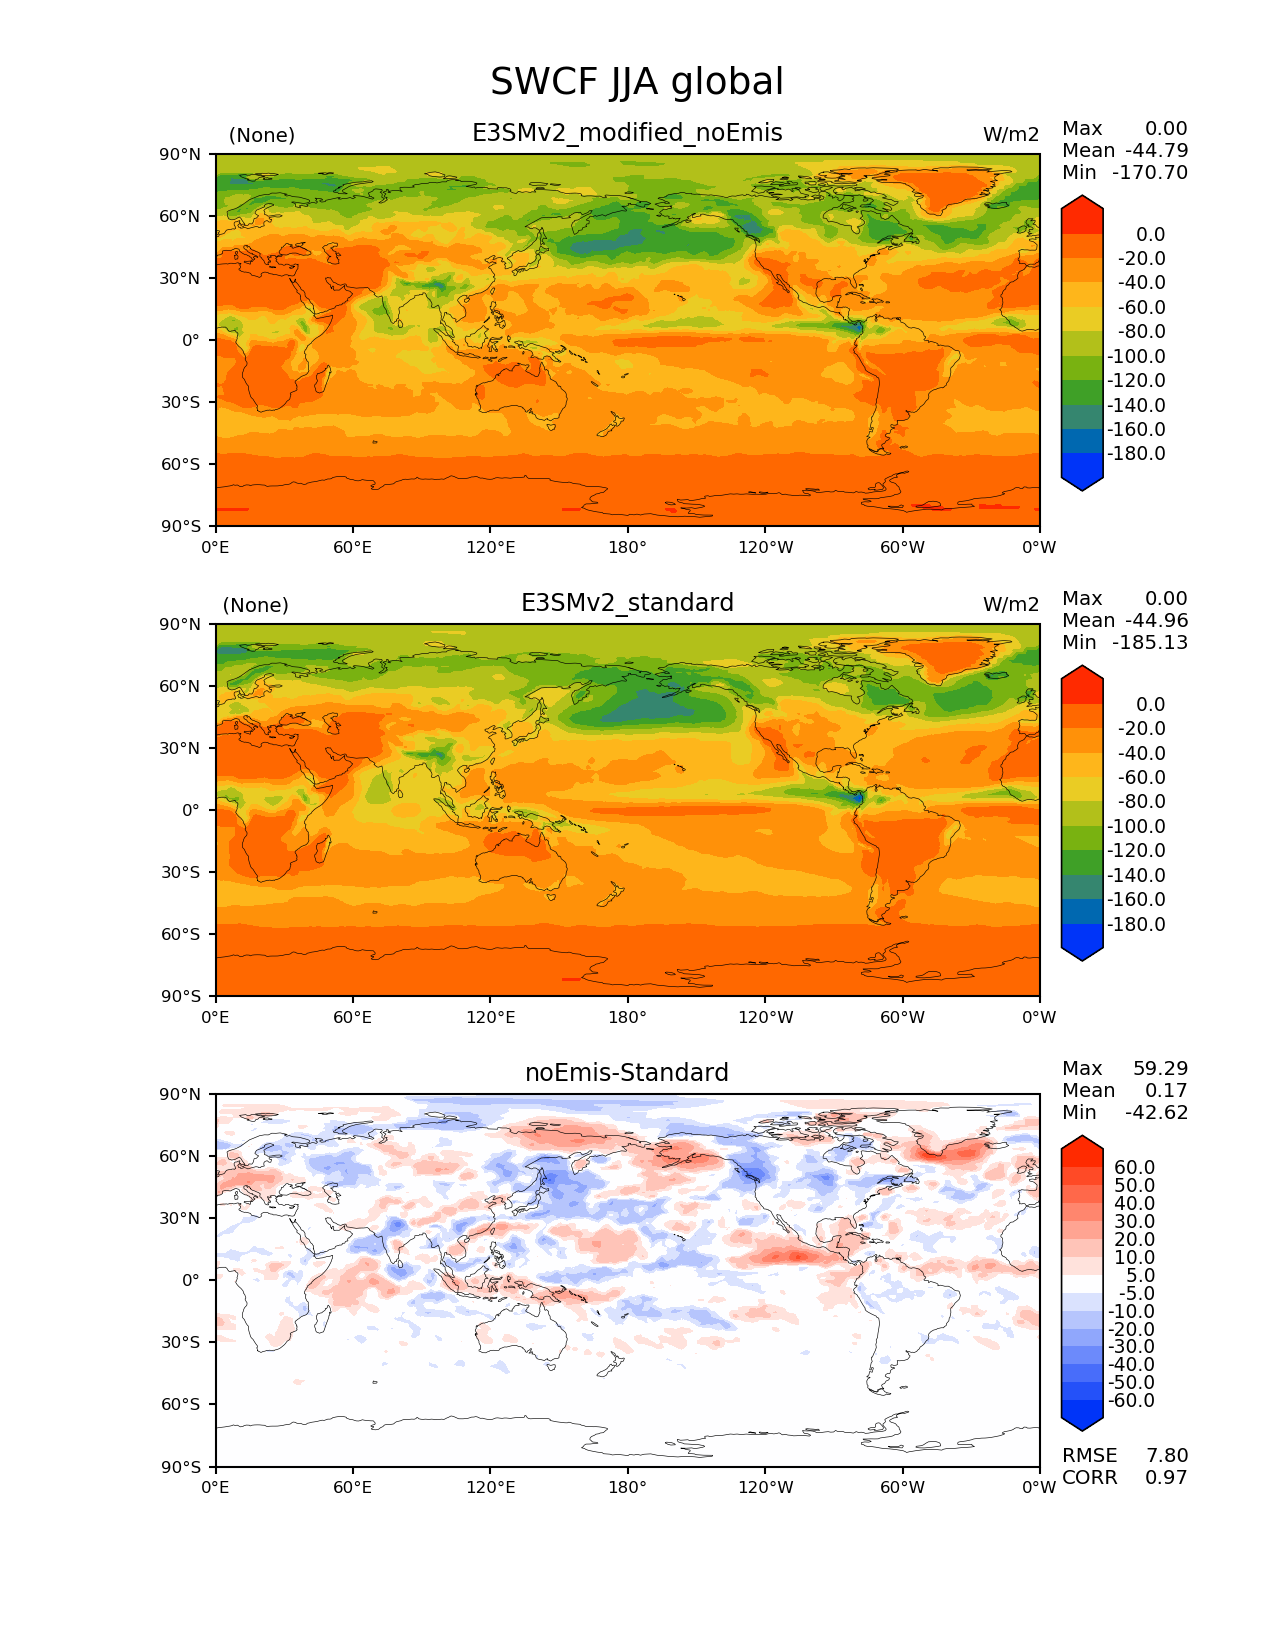 SWCF JJA global
(None) E3SMv2_modified_noEmis W/m2
Max 0.00
Mean -44.79
Min -170.70
90°N
60°N
30°N
0°
30°S
60°S
90°S
0°E 60°E 120°E 180° 120°W 60°W 0°W
0.0
-20.0
-40.0
-60.0
-80.0
-100.0
-120.0
-140.0
-160.0
-180.0
(None) E3SMv2_standard W/m2
Max 0.00
Mean -44.96
Min -185.13
90°N
60°N
30°N
0°
30°S
60°S
90°S
0°E 60°E 120°E 180° 120°W 60°W 0°W
0.0
-20.0
-40.0
-60.0
-80.0
-100.0
-120.0
-140.0
-160.0
-180.0
noEmis-Standard
Max 59.29
Mean 0.17
Min -42.62
90°N
60°N
30°N
0°
30°S
60°S
90°S
0°E 60°E 120°E 180° 120°W 60°W 0°W
60.0
50.0
40.0
30.0
20.0
10.0
5.0
-5.0
-10.0
-20.0
-30.0
-40.0
-50.0
-60.0
RMSE 7.80
CORR 0.97